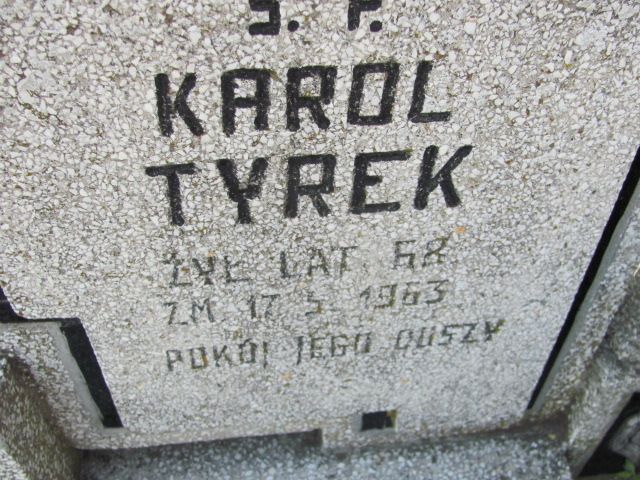 Ś. P.
KAROL
TYREK
ŻYŁ LAT 68
ZM 17 5 1963
POKÓJ JEGO DUSZY